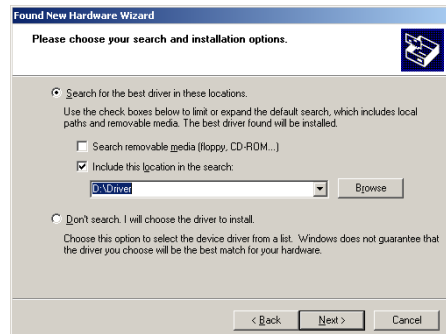 Found New Hardware Wizard
Please choose your search and installation options.
Search for the best driver in these locations.
Use the check boxes below to limit or expand the default search, which includes local
paths and removable media. The best driver found will be installed.
Search removable media (floppy, CD-ROM...)
Include this location in the search:
D:\Driver
Browse
Don't search. I will choose the driver to install.
Choose this option to select the device driver from a list. Windows does not guarantee that
the driver you choose will be the best match for your hardware.
< Back Next > Cancel